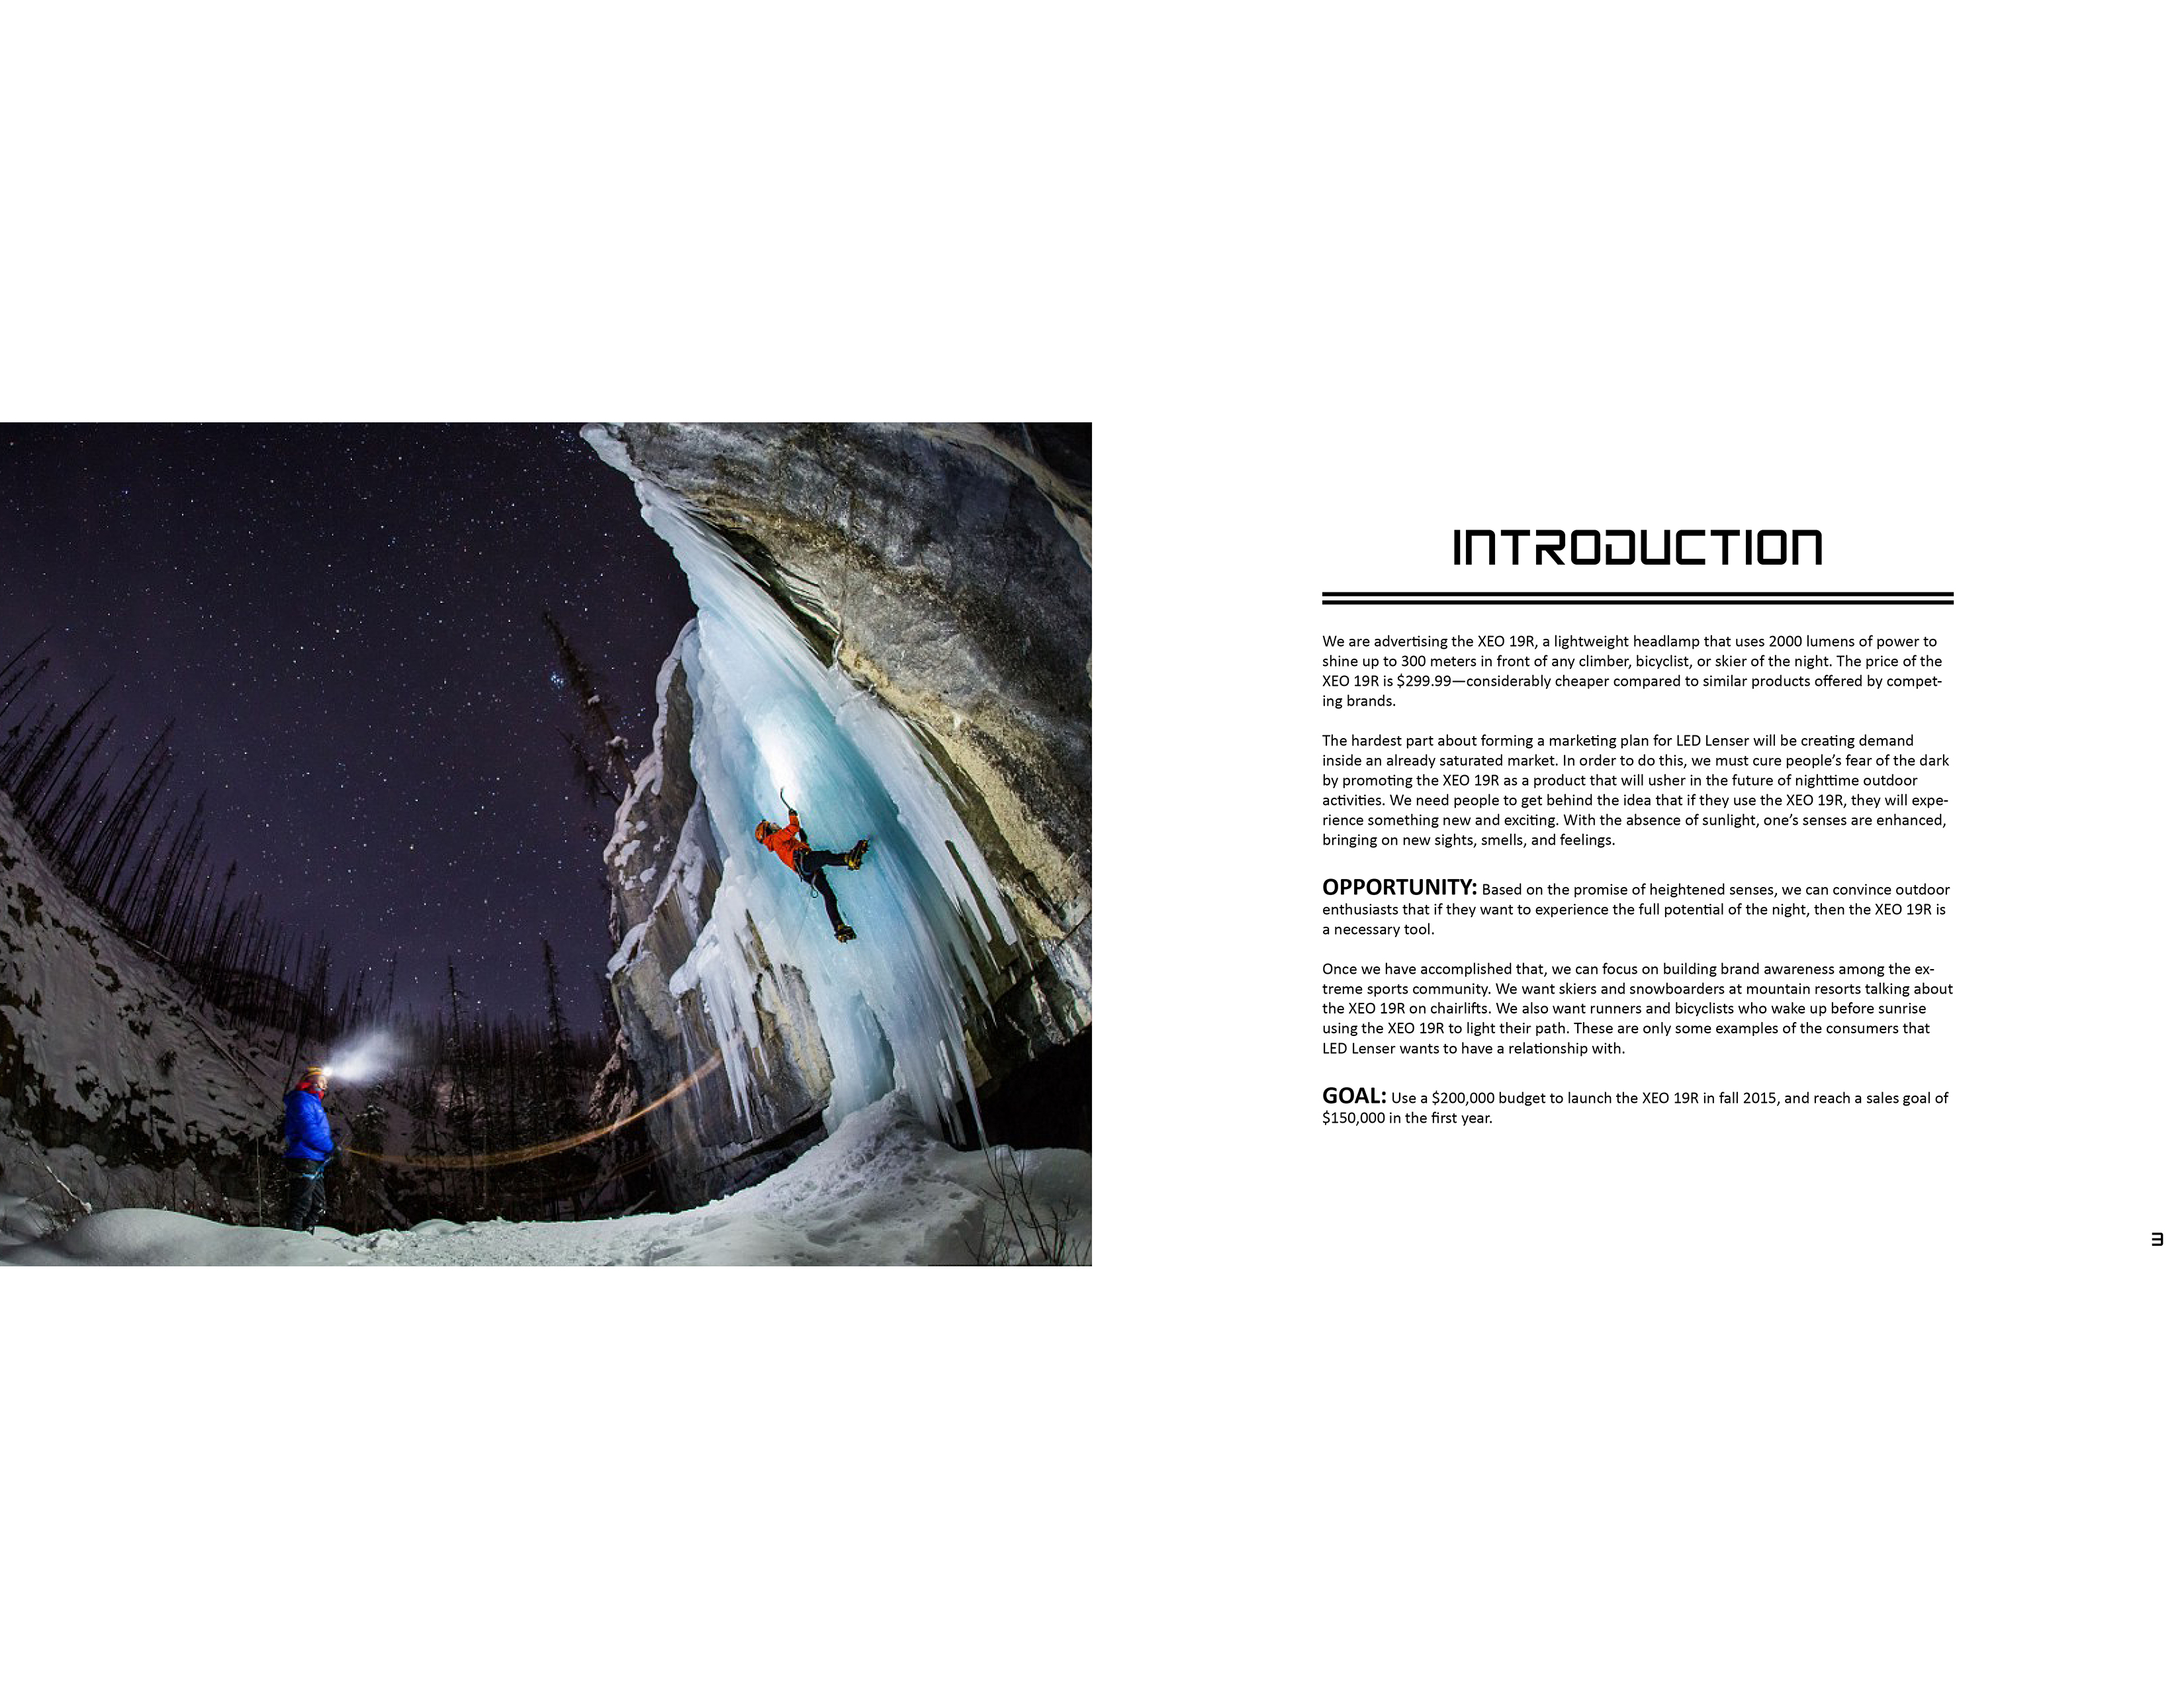 INTRODUCTION
We are advertising the XEO 19R, a lightweight headlamp that uses 2000 lumens of power to
shine up to 300 meters in front of any climber, bicyclist, or skier of the night. The price of the
XEO 19R is $299.99—considerably cheaper compared to similar products offered by compet-
ing brands.
The hardest part about forming a marketing plan for LED Lenser will be creating demand
inside an already saturated market. In order to do this, we must cure people’s fear of the dark
by promoting the XEO 19R as a product that will usher in the future of nighttime outdoor
activities. We need people to get behind the idea that if they use the XEO 19R, they will expe-
rience something new and exciting. With the absence of sunlight, one’s senses are enhanced,
bringing on new sights, smells, and feelings.
OPPORTUNITY: Based on the promise of heightened senses, we can convince outdoor
enthusiasts that if they want to experience the full potential of the night, then the XEO 19R is
a necessary tool.
Once we have accomplished that, we can focus on building brand awareness among the ex-
treme sports community. We want skiers and snowboarders at mountain resorts talking about
the XEO 19R on chairlifts. We also want runners and bicyclists who wake up before sunrise
using the XEO 19R to light their path. These are only some examples of the consumers that
LED Lenser wants to have a relationship with.
GOAL: Use a $200,000 budget to launch the XEO 19R in fall 2015, and reach a sales goal of
$150,000 in the first year.
3